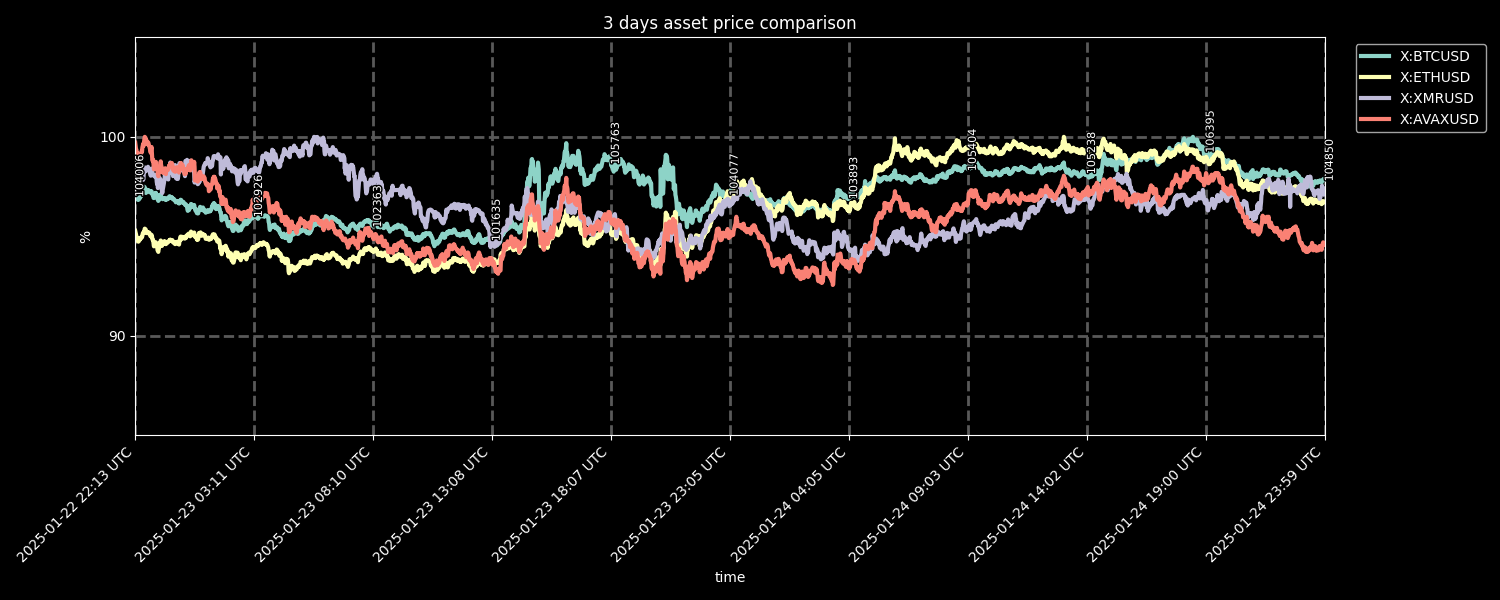 3 days asset price comparison
X:BTCUSD
X:ETHUSD
X:XMRUSD
X:AVAXUSD
100
90
%
104006
102926
102363
101635
105763
104077
103893
105404
105238
106395
104850
2025-01-22 22:13 UTC
2025-01-23 03:11 UTC
2025-01-23 08:10 UTC
2025-01-23 13:08 UTC
2025-01-23 18:07 UTC
2025-01-23 23:05 UTC
2025-01-24 04:05 UTC
2025-01-24 09:03 UTC
2025-01-24 14:02 UTC
2025-01-24 19:00 UTC
2025-01-24 23:59 UTC
time